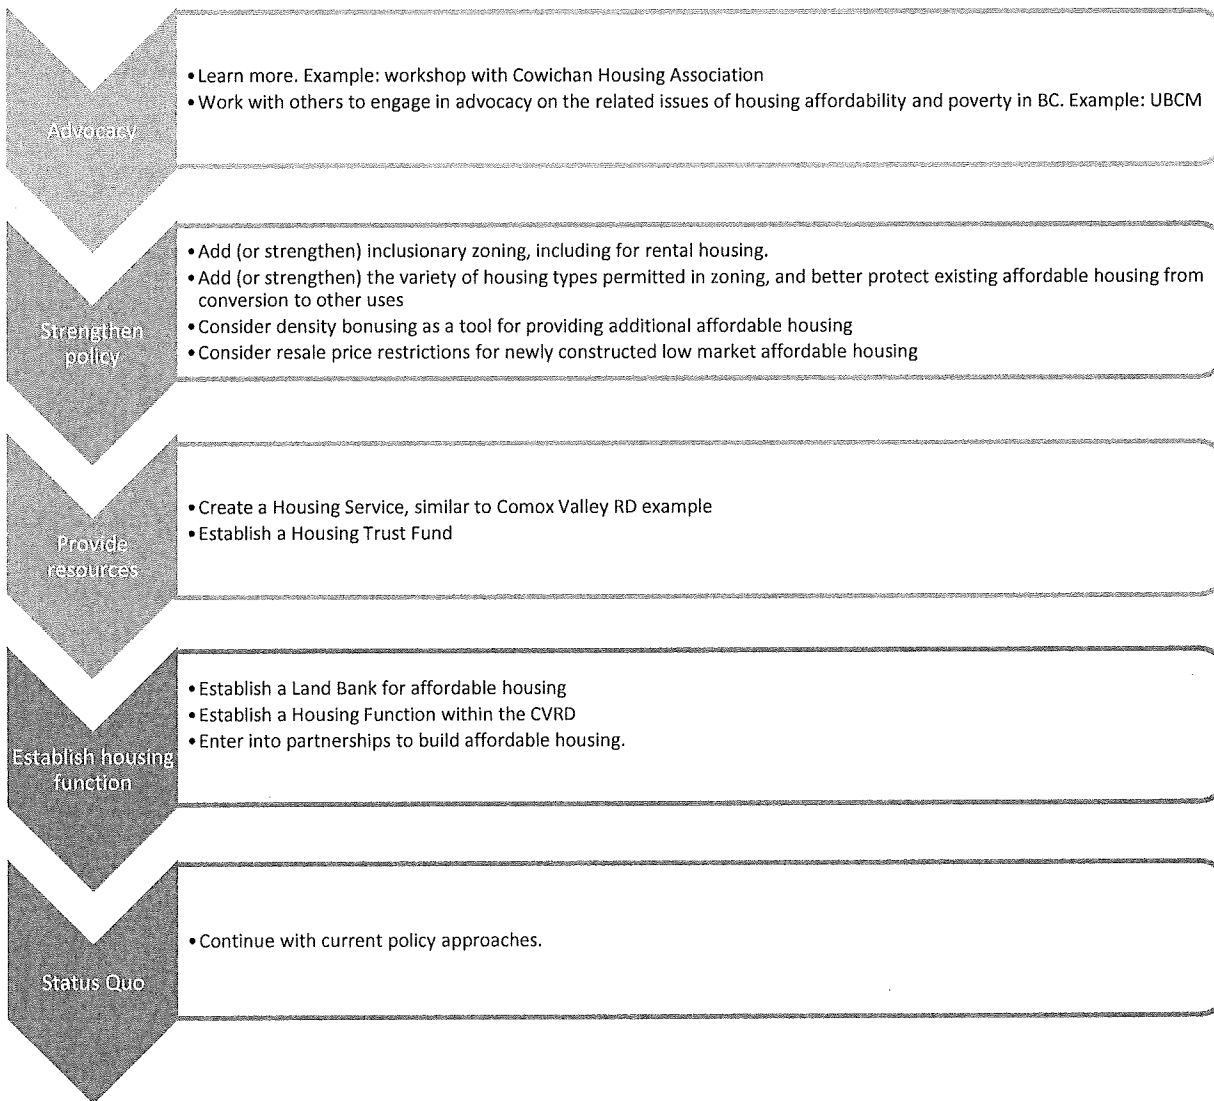 Advocacy
• Learn more. Example: workshop with Cowichan Housing Association
• Work with others to engage in advocacy on the related issues of housing affordability and poverty in BC. Example: UBCM
Strengthen
policy
• Add (or strengthen) inclusionary zoning, including for rental housing.
• Add (or strengthen) the variety of housing types permitted in zoning, and better protect existing affordable housing from
conversion to other uses
• Consider density bonusing as a tool for providing additional affordable housing
• Consider resale price restrictions for newly constructed low market affordable housing
Provide
resources
• Create a Housing Service, similar to Comox Valley RD example
• Establish a Housing Trust Fund
Establish housing
function
• Establish a Land Bank for affordable housing
• Establish a Housing Function within the CVRD
• Enter into partnerships to build affordable housing.
Status Quo
• Continue with current policy approaches.